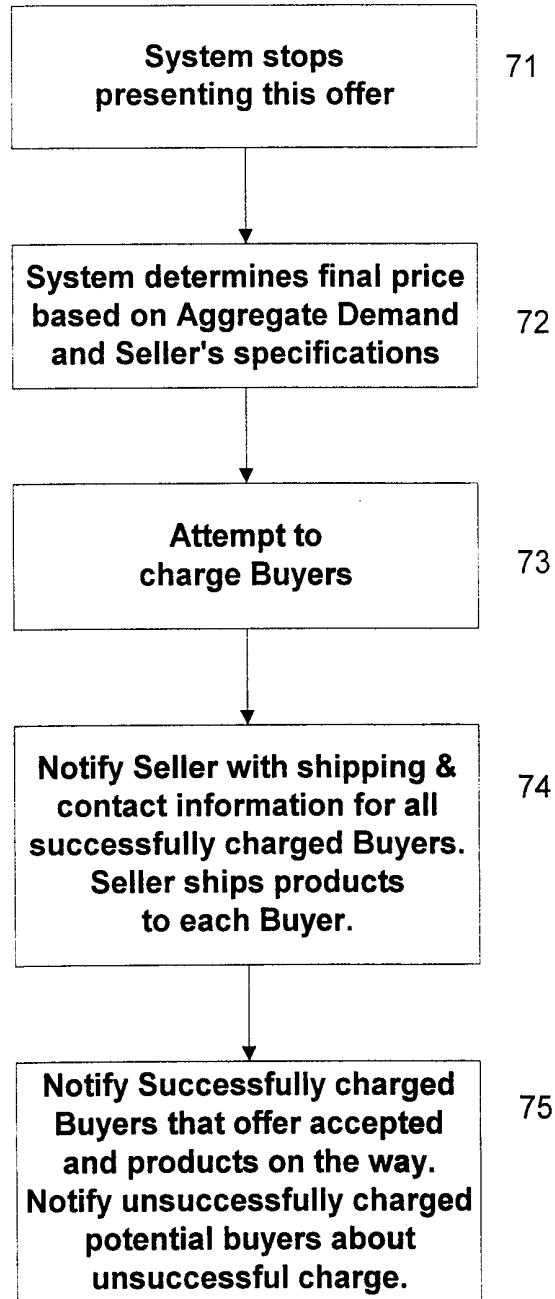 System stops
presenting this offer
71
System determines final price
based on Aggregate Demand
and Seller's specifications
72
Attempt to
charge Buyers
73
Notify Seller with shipping &
contact information for all
successfully charged Buyers.
Seller ships products
to each Buyer.
74
Notify Successfully charged
Buyers that offer accepted
and products on the way.
Notify unsuccessfully charged
potential buyers about
unsuccessful charge.
75